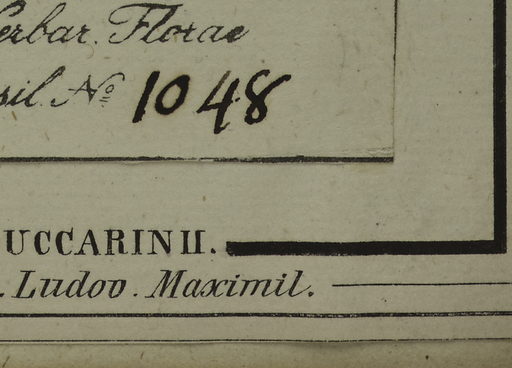 erbar. Florae
sil. No 1048
UCCARINII.
. Ludov. Maximil.